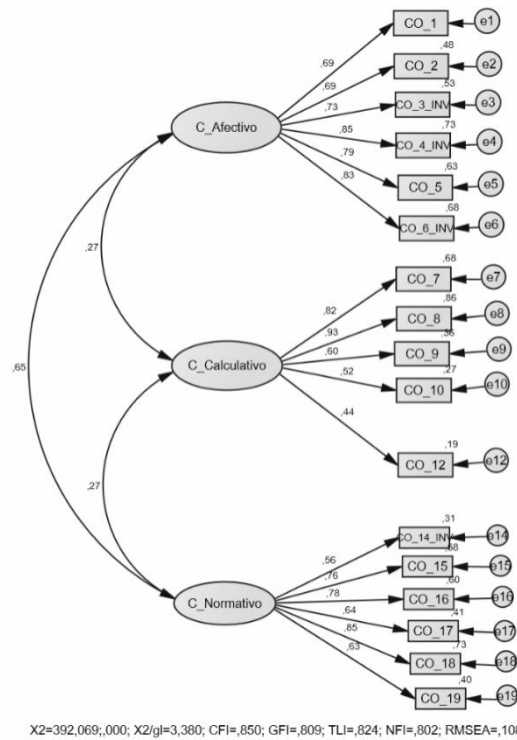 CO_1
e1
,48
,69
CO_2
e2
,69
,53
CO_3_INV
e3
,73
C_Afectivo
,73
,85
CO_4_INV
e4
,79
,63
CO_5
e5
,83
,68
CO_6_INV
e6
,27
,68
CO_7
e7
,82
,86
CO_8
e8
,93
,36
CO_9
e9
,60
C_Calculativo
,27
,52
CO_10
e10
,65
,44
,19
CO_12
e12
,27
,31
CO_14_INV
e14
,56
,58
CO_15
e15
,76
,60
CO_16
e16
C_Normativo
,78
,41
,64
CO_17
e17
,85
,73
CO_18
e18
,63
,40
CO_19
e19
X2=392,069;,000; X2/gl=3,380; CFI=,850; GFI=,809; TLI=,824; NFI=,802; RMSEA=,108